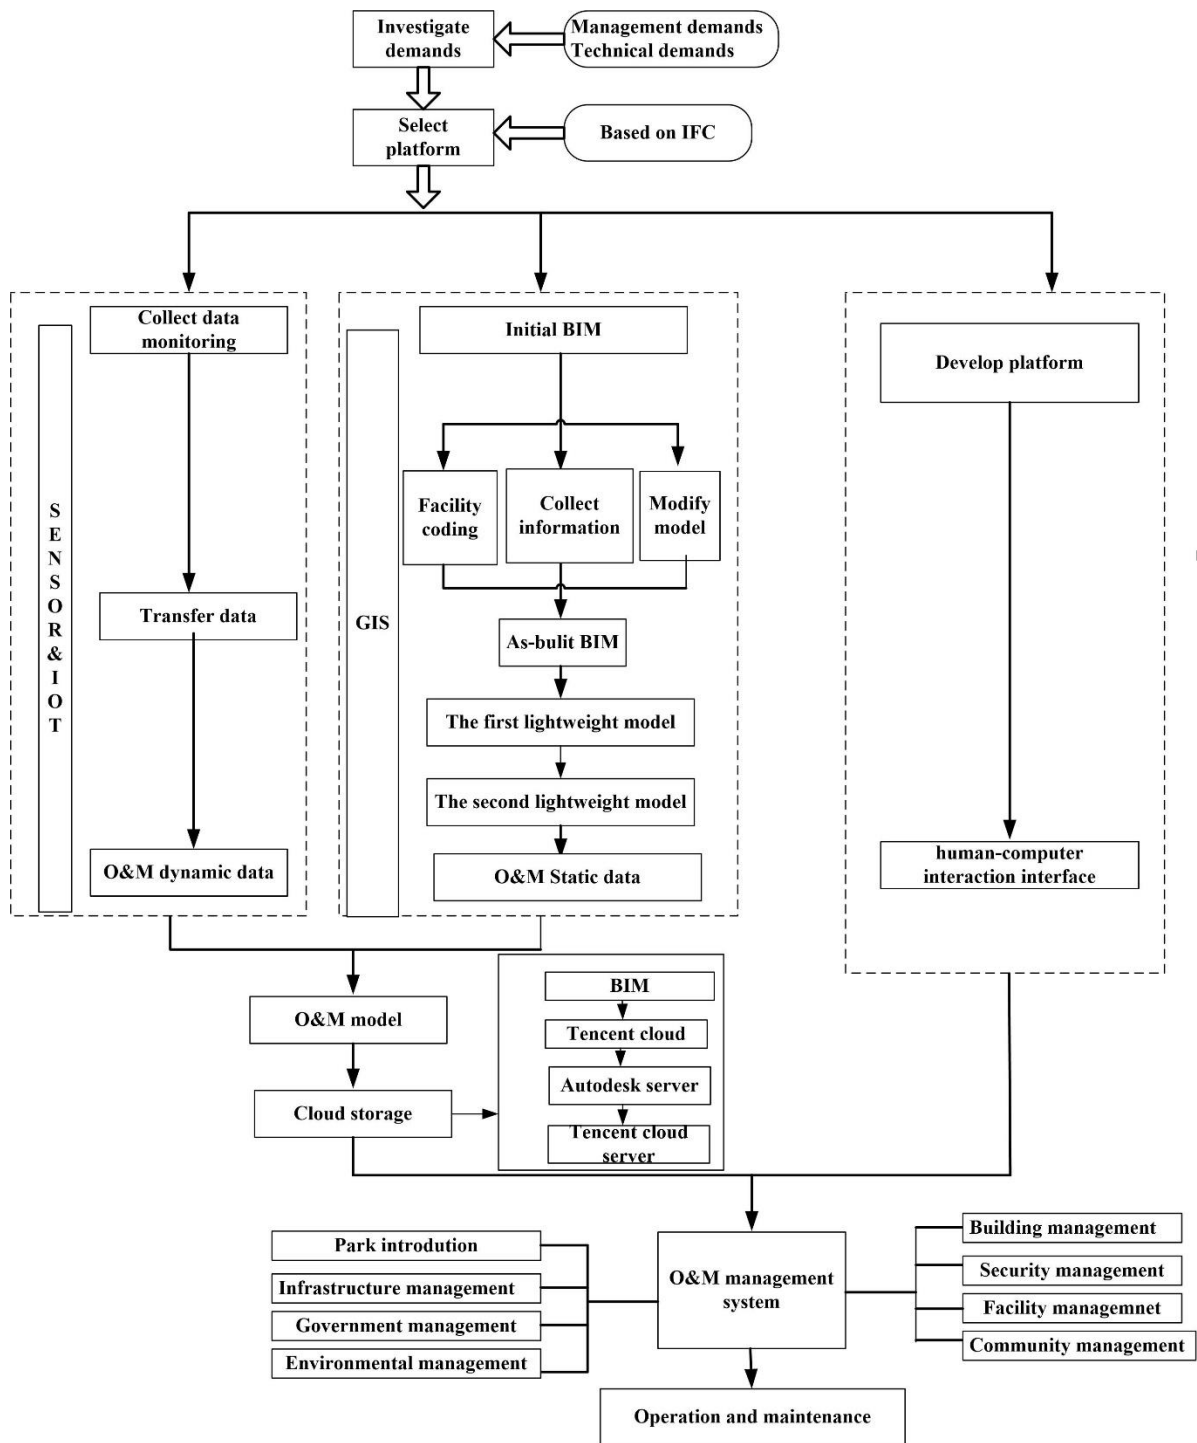 Investigate
demands
Management demands
Technical demands
Select
platform
Based on IFC
Collect data
monitoring
Transfer data
O&M dynamic data
SENSOR&IOT
GIS
Initial BIM
Facility
coding
Collect
information
Modify
model
As-bulit BIM
The first lightweight model
The second lightweight model
O&M Static data
Develop platform
human-computer
interaction interface
O&M model
Cloud storage
BIM
Tencent cloud
Autodesk server
Tencent cloud
server
Park introdution
Infrastructure management
Government management
Environmental management
O&M management
system
Building management
Security management
Facility managemnet
Community management
Operation and maintenance